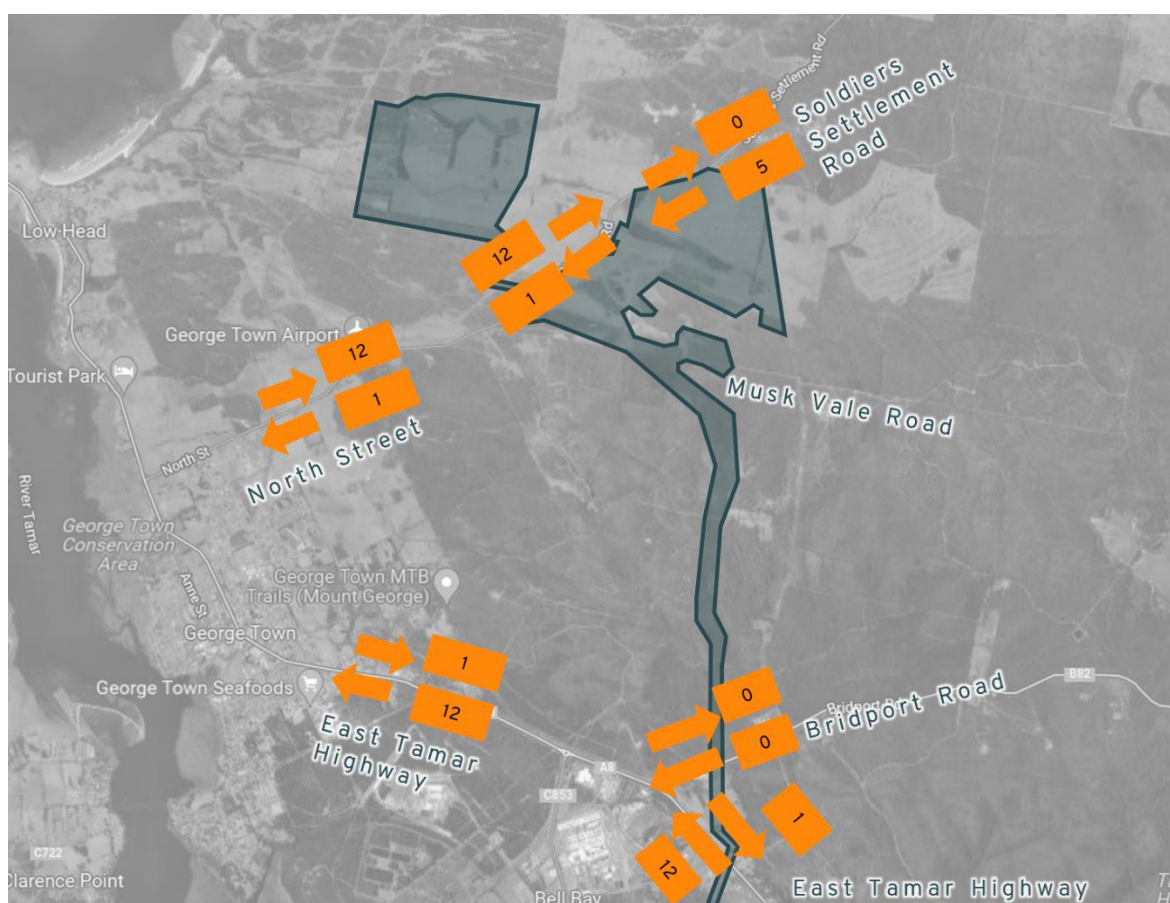 Soldiers
Settlement
Road
Settlement Rd
0
5
Low Head
12
Rd
1
George Town Airport
12
Tourist Park
1
Musk Vale Road
North St
North Street
River Tamar
George Town
Conservation
Area
George Town MTB
Trails (Mount George)
Anne St
George Town
1
George Town Seafoods
12
0
B82
Bridport Road
0
East Tamar
Highway
A8
C853
1
12
C722
Clarence Point
Bell Bay
East Tamar Highway